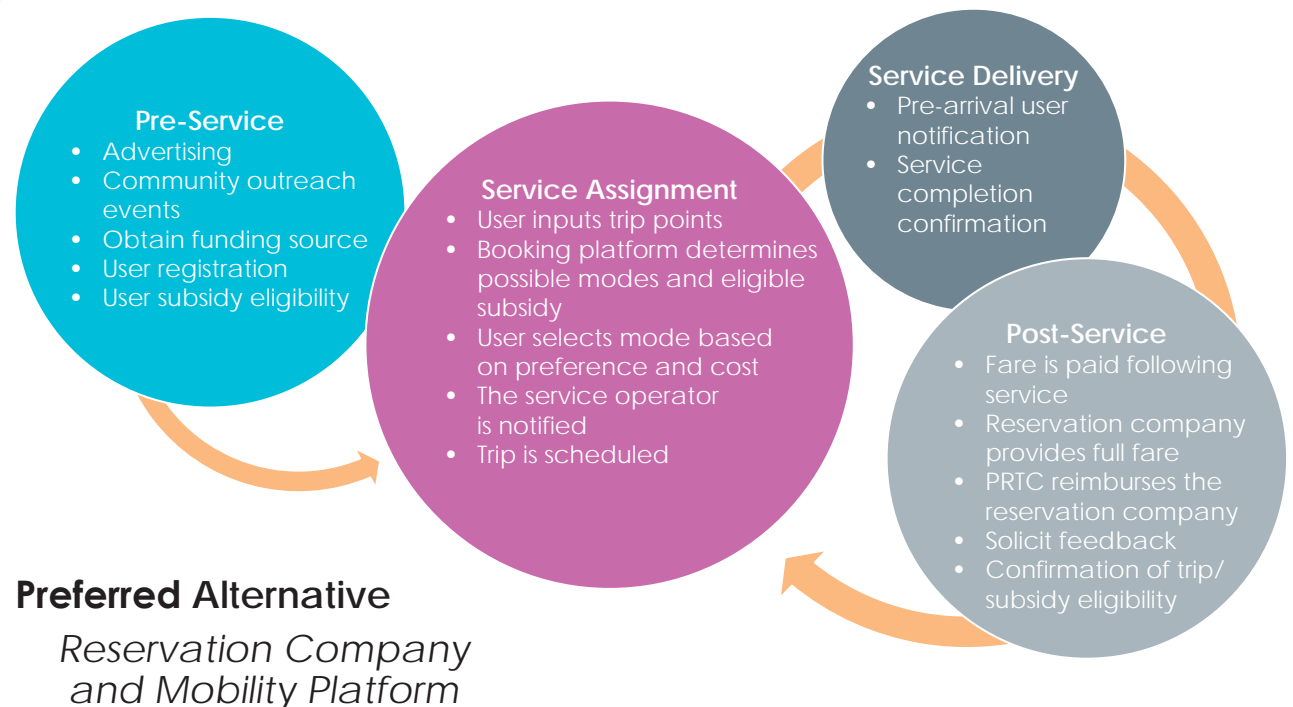 Pre-Service
• Advertising
• Community outreach
events
• Obtain funding source
• User registration
• User subsidy eligibility
Service Assignment
• User inputs trip points
• Booking platform determines
possible modes and eligible
subsidy
• User selects mode based
on preference and cost
• The service operator
is notified
• Trip is scheduled
Service Delivery
• Pre-arrival user
notification
• Service
completion
confirmation
Post-Service
• Fare is paid following
service
• Reservation company
provides full fare
• PRTC reimburses the
reservation company
• Solicit feedback
• Confirmation of trip/
subsidy eligibility
Preferred Alternative
Reservation Company
and Mobility Platform